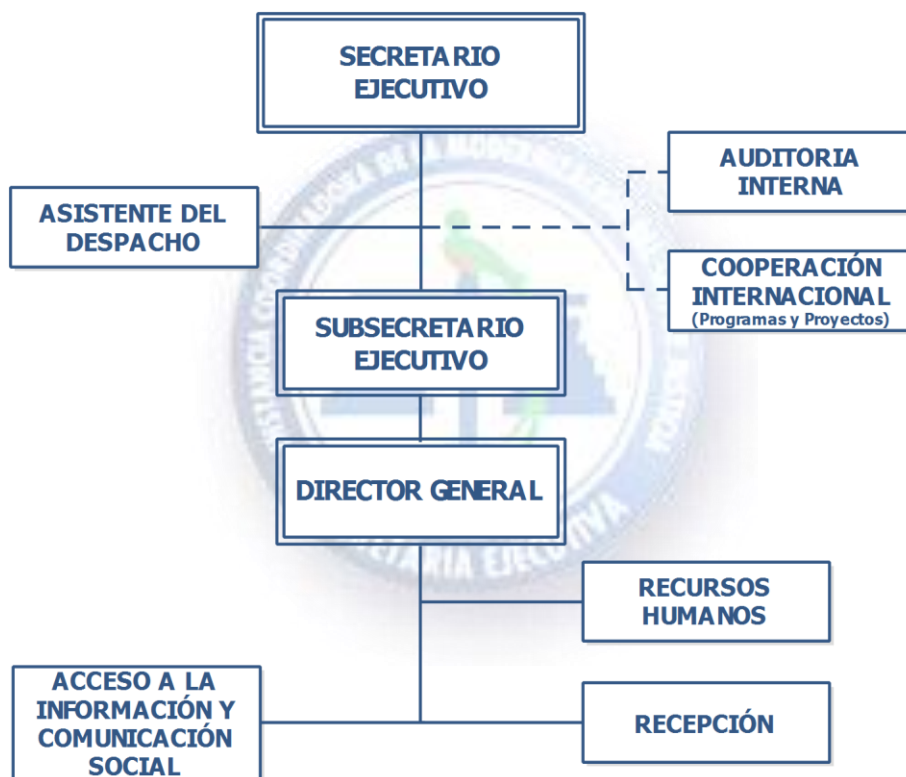 SECRETARIO
EJECUTIVO
AUDITORIA
INTERNA
ASISTENTE DEL
DESPACHO
COOPERACIÓN
INTERNACIONAL
(Programas y Proyectos)
SUBSECRETARIO
EJECUTIVO
DIRECTOR GENERAL
RECURSOS
HUMANOS
ACCESO A LA
INFORMACIÓN Y
COMUNICACIÓN
SOCIAL
RECEPCIÓN